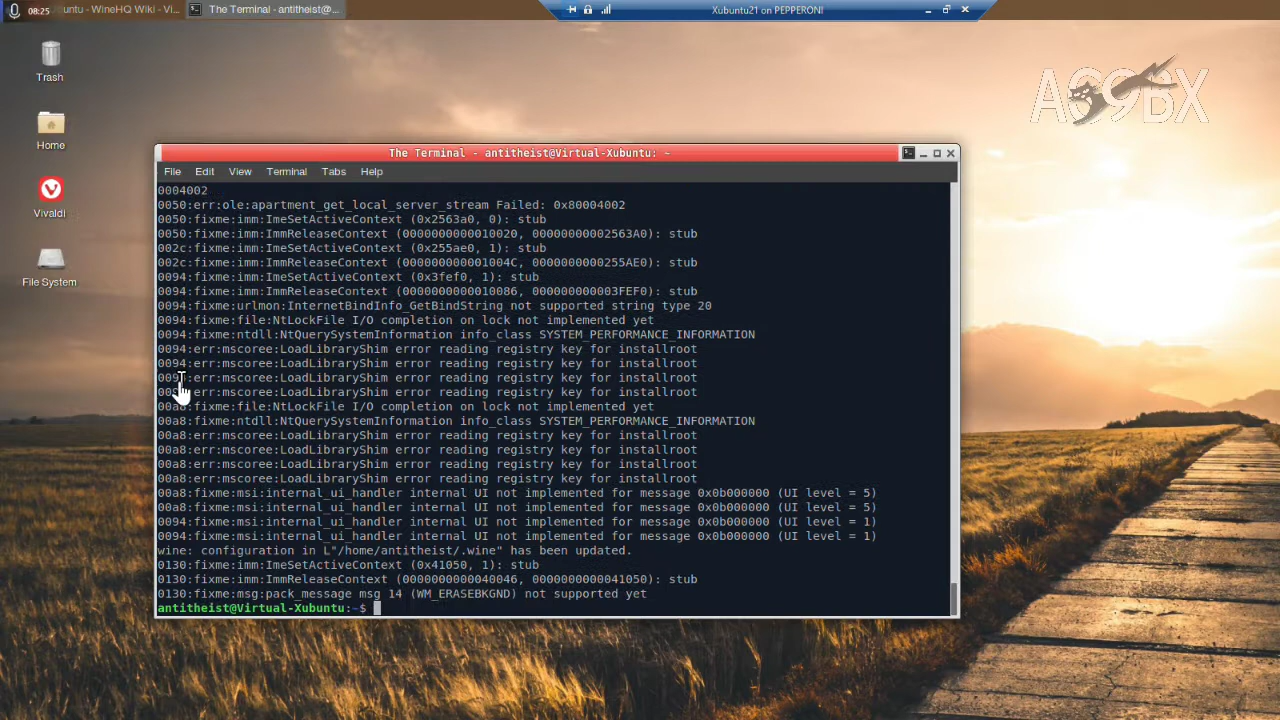 08:25
untu - WineHQ Wiki - Vi...
The Terminal - antitheist@...
Xubuntu21 on PEPPERONI
Trash
Home
Vivaldi
File System
A69BX
The Terminal - antitheist@Virtual-Xubuntu: ~
File Edit View Terminal Tabs Help
0004002
0050:err:ole:apartment_get_local_server_stream Failed: 0x80004002
0050:fixme:imm:ImeSetActiveContext (0x2563a0, 0): stub
0050:fixme:imm:ImmReleaseContext (0000000000010020, 00000000002563A0): stub
002c:fixme:imm:ImeSetActiveContext (0x255ae0, 1): stub
002c:fixme:imm:ImmReleaseContext (000000000001004C, 0000000000255AE0): stub
0094:fixme:imm:ImeSetActiveContext (0x3fef0, 1): stub
0094:fixme:imm:ImmReleaseContext (0000000000010086, 000000000003FEF0): stub
0094:fixme:urlmon:InternetBindInfo_GetBindString not supported string type 20
0094:fixme:file:NtLockFile I/O completion on lock not implemented yet
0094:fixme:ntdll:NtQuerySystemInformation info_class SYSTEM_PERFORMANCE_INFORMATION
0094:err:mscoree:LoadLibraryShim error reading registry key for installroot
0094:err:mscoree:LoadLibraryShim error reading registry key for installroot
0094:err:mscoree:LoadLibraryShim error reading registry key for installroot
0094:err:mscoree:LoadLibraryShim error reading registry key for installroot
00a8:fixme:file:NtLockFile I/O completion on lock not implemented yet
00a8:fixme:ntdll:NtQuerySystemInformation info_class SYSTEM_PERFORMANCE_INFORMATION
00a8:err:mscoree:LoadLibraryShim error reading registry key for installroot
00a8:err:mscoree:LoadLibraryShim error reading registry key for installroot
00a8:err:mscoree:LoadLibraryShim error reading registry key for installroot
00a8:err:mscoree:LoadLibraryShim error reading registry key for installroot
00a8:fixme:msi:internal_ui_handler internal UI not implemented for message 0x0b000000 (UI level = 5)
00a8:fixme:msi:internal_ui_handler internal UI not implemented for message 0x0b000000 (UI level = 5)
0094:fixme:msi:internal_ui_handler internal UI not implemented for message 0x0b000000 (UI level = 1)
0094:fixme:msi:internal_ui_handler internal UI not implemented for message 0x0b000000 (UI level = 1)
wine: configuration in L"/home/antitheist/.wine" has been updated.
0130:fixme:imm:ImeSetActiveContext (0x41050, 1): stub
0130:fixme:imm:ImmReleaseContext (0000000000040046, 0000000000041050): stub
0130:fixme:msg:pack_message msg 14 (WM_ERASEBKGND) not supported yet
antitheist@Virtual-Xubuntu:~$